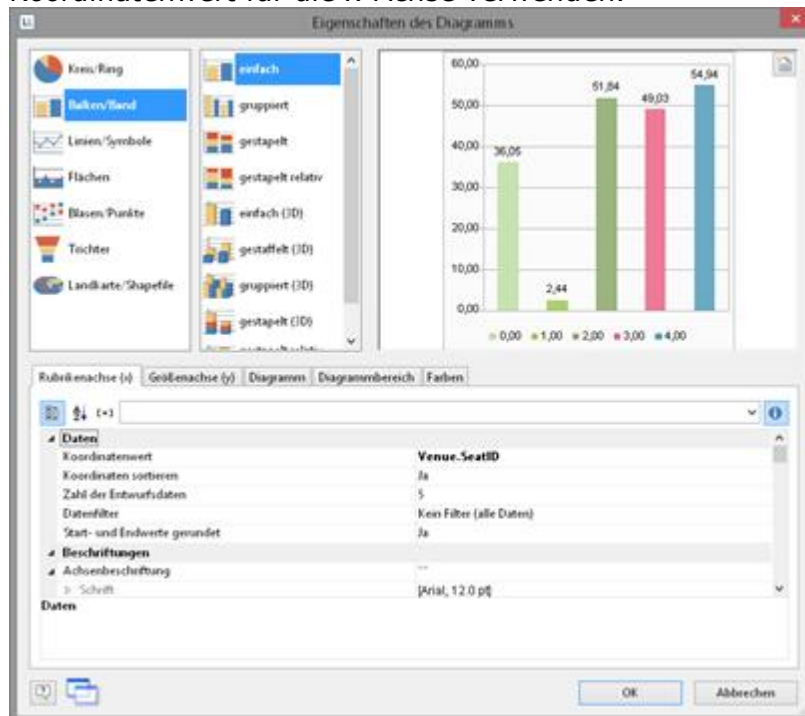 Koordinatenwert für die X-Achse verwenden.
Eigenschaften des Diagramms
Kreis/Ring
Balken/Band
Linien/Symbole
Flächen
Blasen/Punkte
Trichter
Landkarte/Shapefile
einfach
gruppiert
gestapelt
gestapelt relativ
einfach (3D)
gestaffelt (3D)
gruppiert (3D)
gestapelt (3D)
60,00
50,00
40,00
30,00
20,00
10,00
0,00
36,05
2,44
51,84
49,03
54,94
0,00 1,00 2,00 3,00 4,00
Rubrikenachse (x) Größenachse (y) Diagramm Diagrammbereich Farben
Daten
Koordinatenwert Venue.SeatID
Koordinaten sortieren Ja
Zahl der Entwurfsdaten 5
Datenfilter Kein Filter (alle Daten)
Start- und Endwerte gerundet Ja
Beschriftungen
Achsenbeschriftung ""
Schrift [Arial, 12.0 pt]
Daten
OK Abbrechen